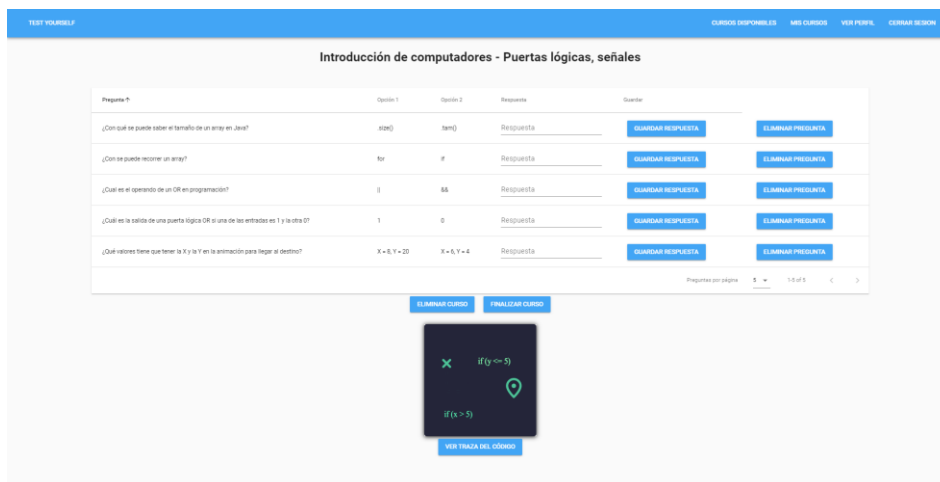 TEST YOURSELF CURSOS DISPONIBLES MIS CURSOS VER PERFIL CERRAR SESION
Introducción de computadores - Puertas lógicas, señales
Pregunta Opción 1 Opción 2 Respuesta Guardar
¿Con qué se puede saber el tamaño de un array en Java? .size() .tam() Respuesta GUARDAR RESPUESTA ELIMINAR PREGUNTA
¿Con se puede recorrer un array? for if Respuesta GUARDAR RESPUESTA ELIMINAR PREGUNTA
¿Cual es el operando de un OR en programación? || && Respuesta GUARDAR RESPUESTA ELIMINAR PREGUNTA
¿Cuál es la salida de una puerta lógica OR si una de las entradas es 1 y la otra 0? 1 0 Respuesta GUARDAR RESPUESTA ELIMINAR PREGUNTA
¿Qué valores tiene que tener la X y la Y en la animación para llegar al destino? X = 8, Y = 20 X = 6, Y = 4 Respuesta GUARDAR RESPUESTA ELIMINAR PREGUNTA
Preguntas por página 5 1-5 of 5
ELIMINAR CURSO FINALIZAR CURSO
if (y <= 5)
if (x > 5)
VER TRAZA DEL CÓDIGO